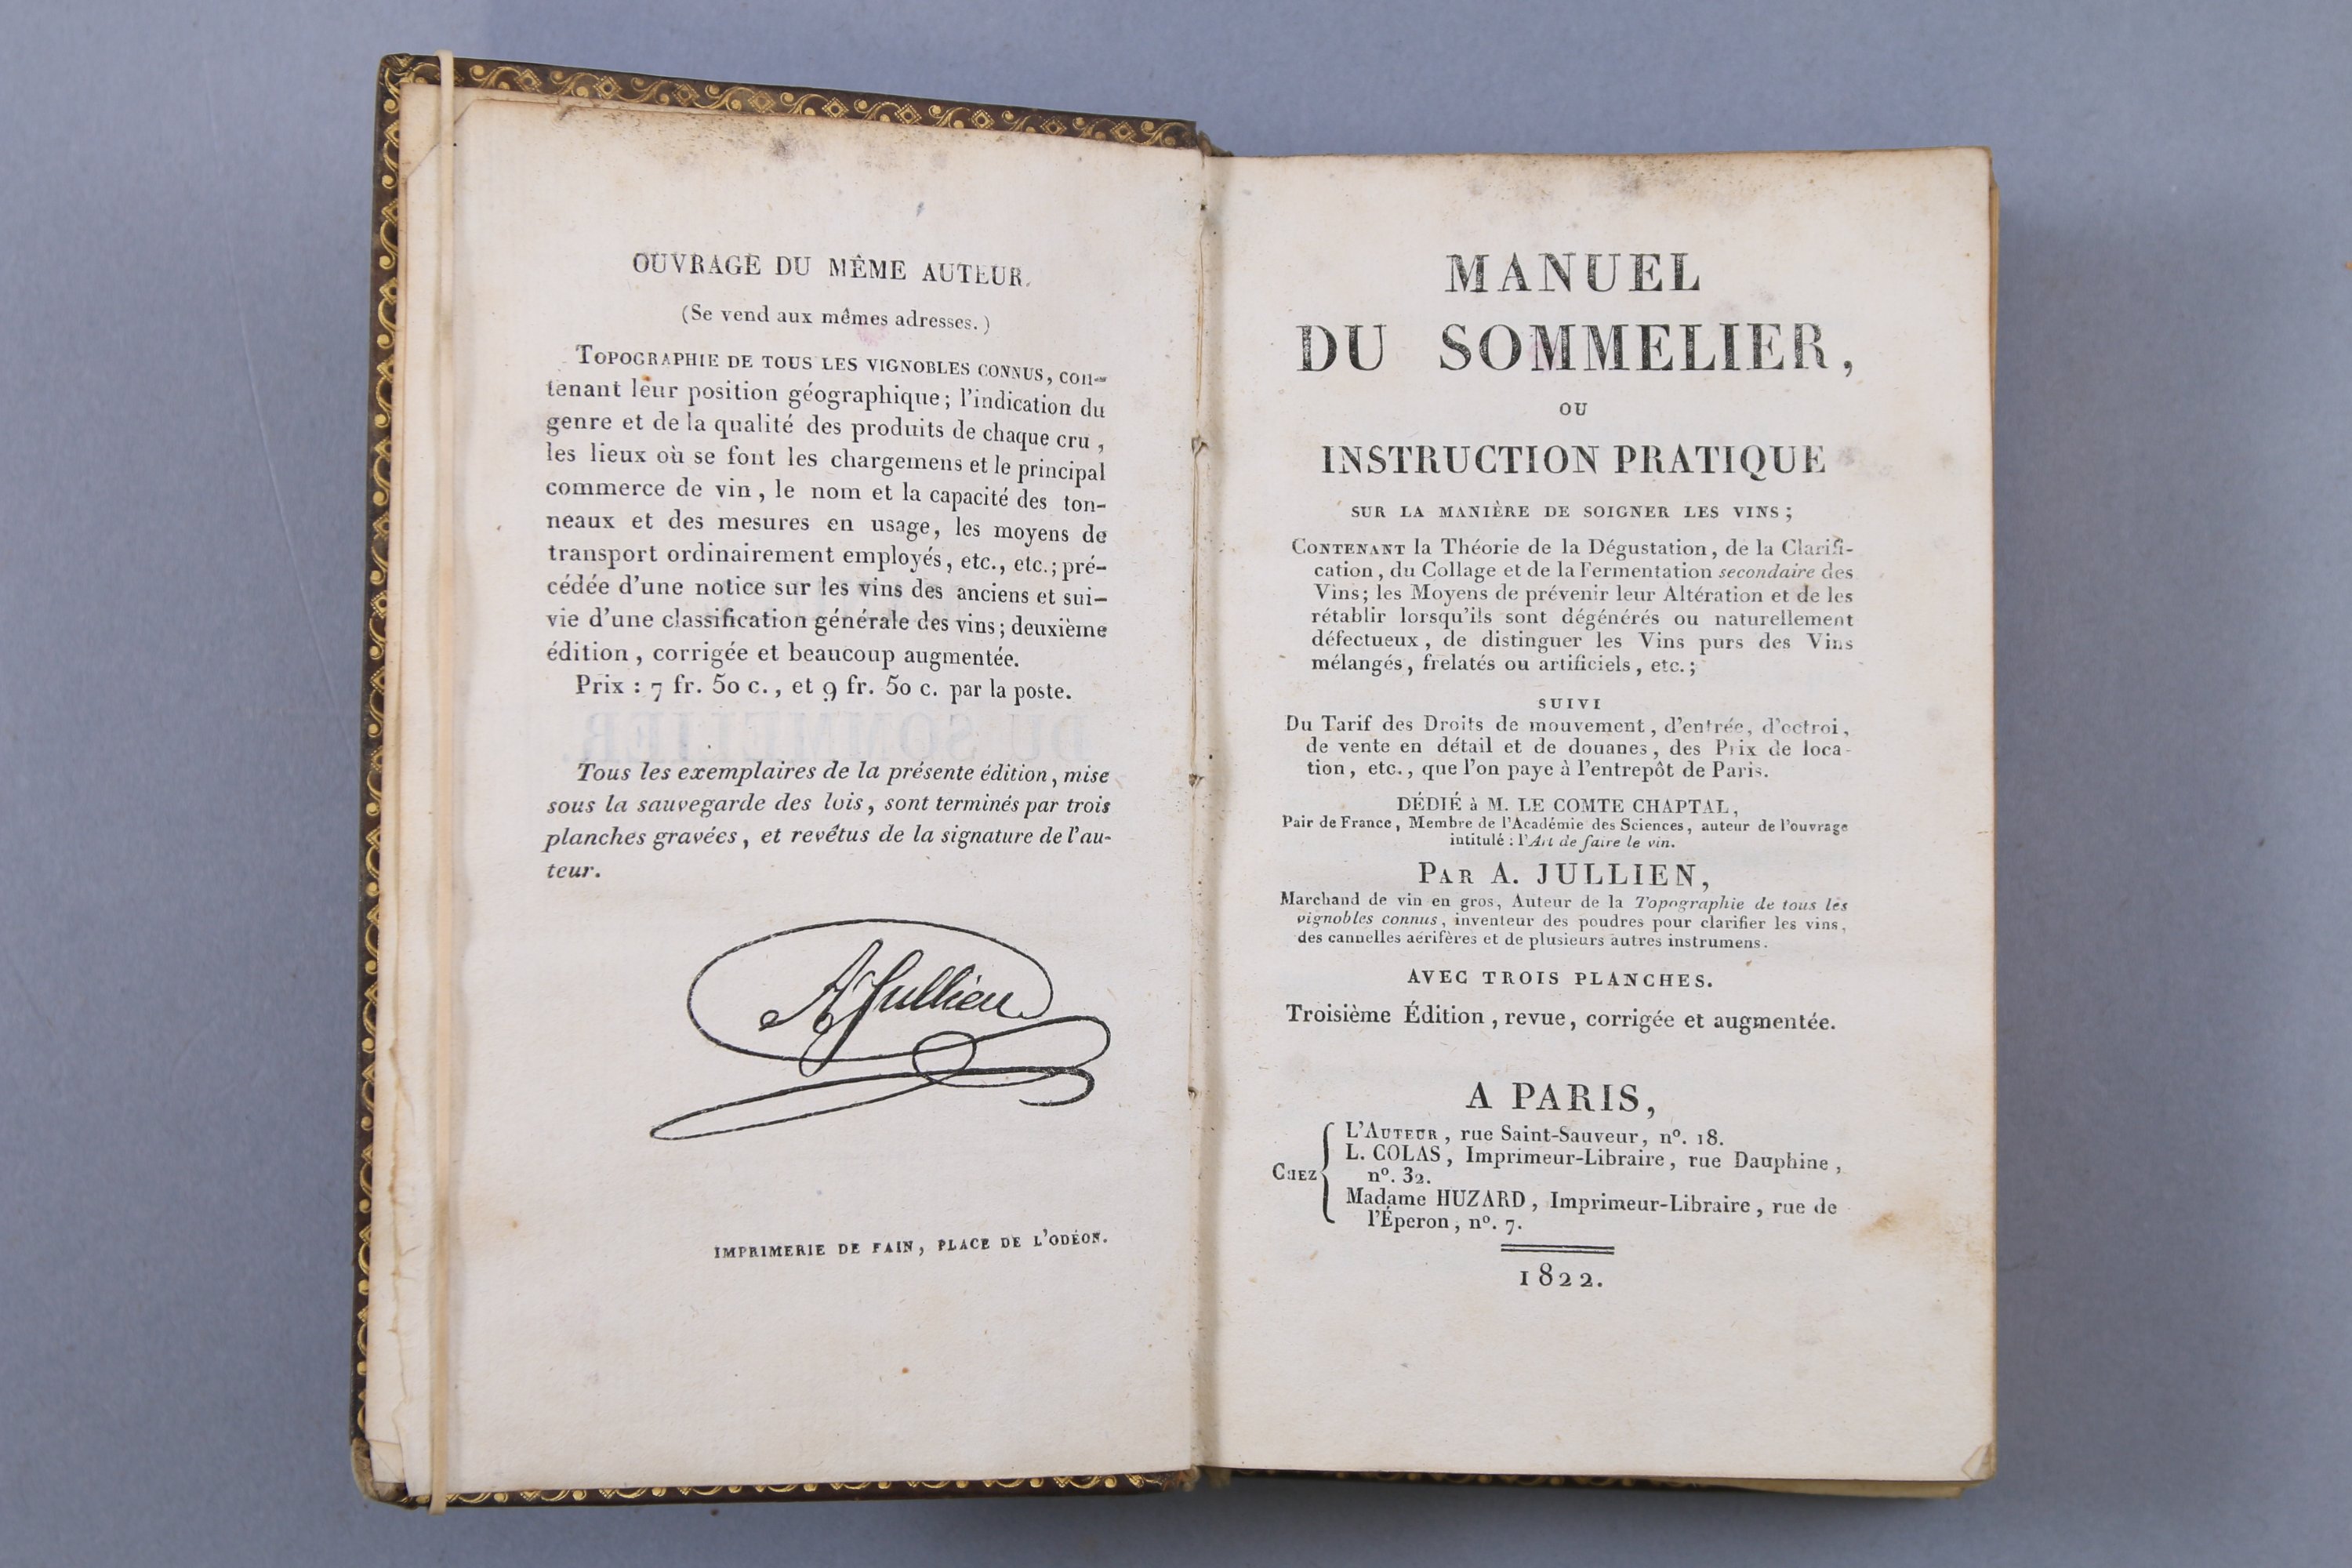 OUVRAGE DU MÊME AUTEUR.
(Se vend aux mêmes adresses.)
TOPOGRAPHIE DE TOUS LES VIGNOBLES CONNUS, con-
tenant leur position géographique; l'indication du
genre et de la qualité des produits de chaque cru,
les lieux où se font les chargemens et le principal
commerce de vin, le nom et la capacité des ton-
neaux et des mesures en usage, les moyens de
transport ordinairement employés, etc., etc.; pré-
cédée d'une notice sur les vins des anciens et sui-
vie d'une classification générale des vins; deuxième
édition, corrigée et beaucoup augmentée.
Prix : 7 fr. 50 c., et 9 fr. 50 c. par la poste.
Tous les exemplaires de la présente édition, mise
sous la sauvegarde des lois, sont terminés par trois
planches gravées, et revêtus de la signature de l'au-
teur.
A Jullien
IMPRIMERIE DE FAIN, PLACE DE L'ODÉON.
MANUEL
DU SOMMELIER,
OU
INSTRUCTION PRATIQUE
SUR LA MANIÈRE DE SOIGNER LES VINS;
CONTENANT la Théorie de la Dégustation, de la Clarifi-
cation, du Collage et de la Fermentation secondaire des
Vins; les Moyens de prévenir leur Altération et de les
rétablir lorsqu'ils sont dégénérés ou naturellement
défectueux, de distinguer les Vins purs des Vins
mélangés, frelatés ou artificiels, etc.;
SUIVI
Du Tarif des Droits de mouvement, d'entrée, d'octroi,
de vente en détail et de douanes, des Prix de loca-
tion, etc., que l'on paye à l'entrepôt de Paris.
DÉDIÉ à M. LE COMTE CHAPTAL,
Pair de France, Membre de l'Académie des Sciences, auteur de l'ouvrage
intitulé : l'Art de faire le vin.
PAR A. JULLIEN,
Marchand de vin en gros, Auteur de la Topographie de tous les
vignobles connus, inventeur des poudres pour clarifier les vins,
des cannelles aérifères et de plusieurs autres instrumens.
AVEC TROIS PLANCHES.
Troisième Édition, revue, corrigée et augmentée.
A PARIS,
L'AUTEUR, rue Saint-Sauveur, nº. 18.
L. COLAS, Imprimeur-Libraire, rue Dauphine,
CHEZ nº. 32.
Madame HUZARD, Imprimeur-Libraire, rue de
l'Éperon, nº. 7.
1822.